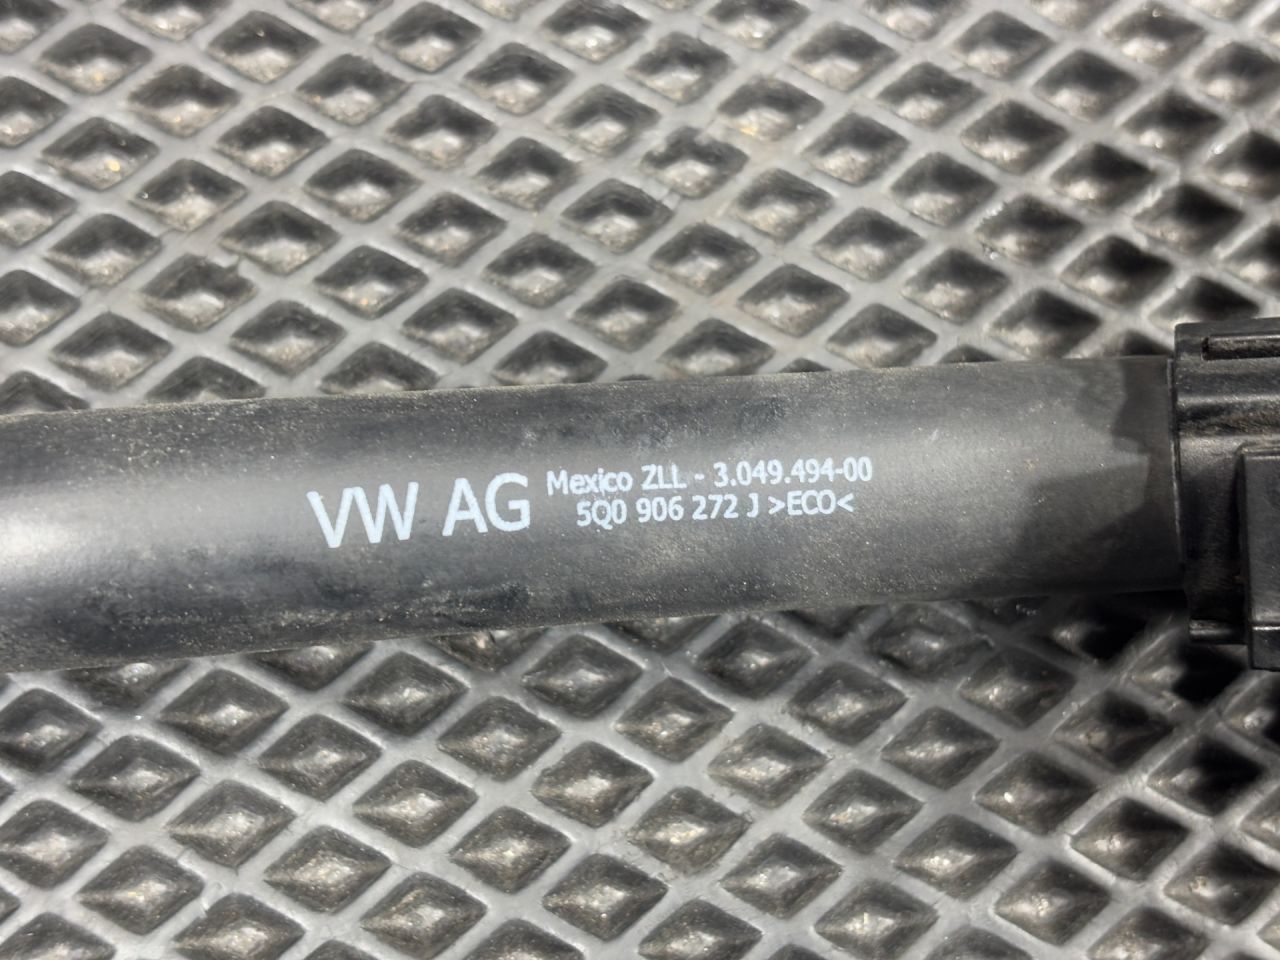 VW AG
Mexico ZLL - 3.049.494-00
5Q0 906 272 J >ECO<